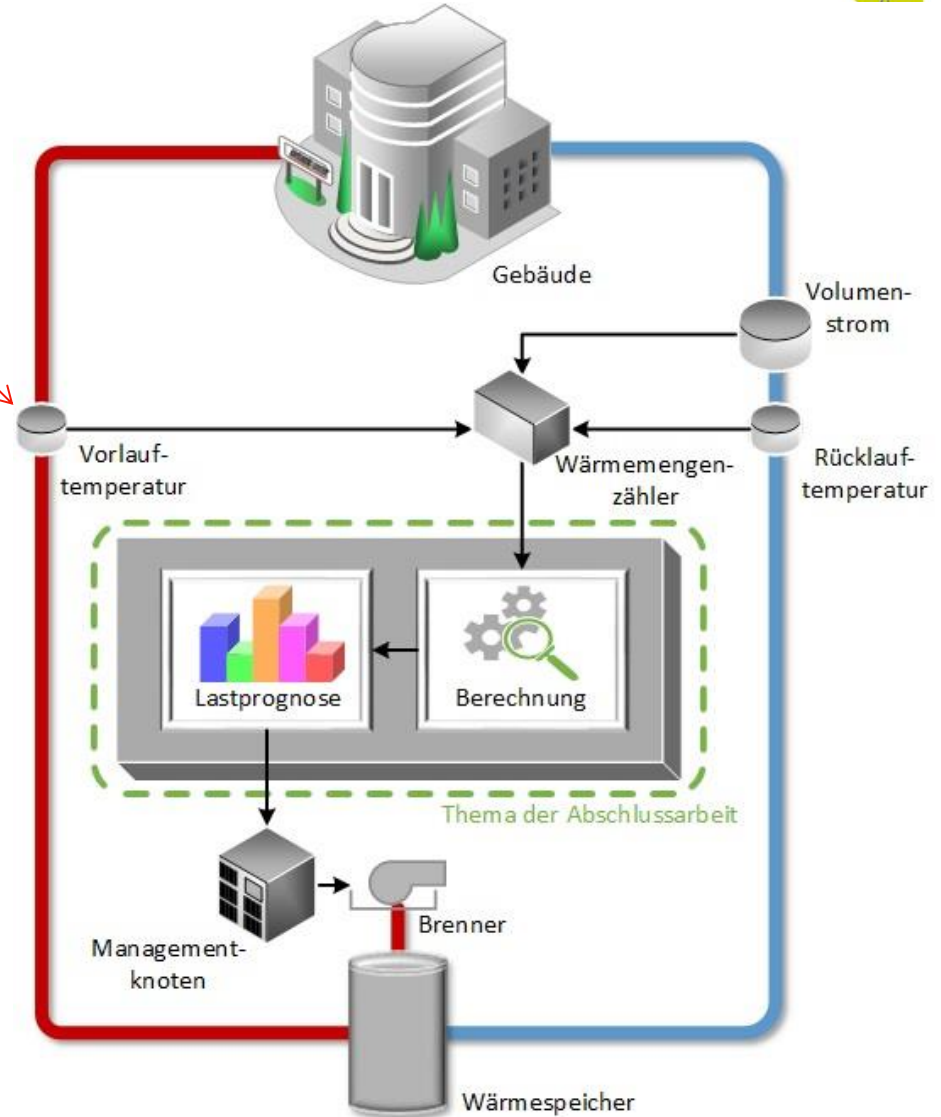 Gebäude
Volumen-
strom
Vorlauf-
temperatur
Wärmemengen-
zähler
Rücklauf-
temperatur
Lastprognose
Berechnung
Thema der Abschlussarbeit
Management-
knoten
Brenner
Wärmespeicher